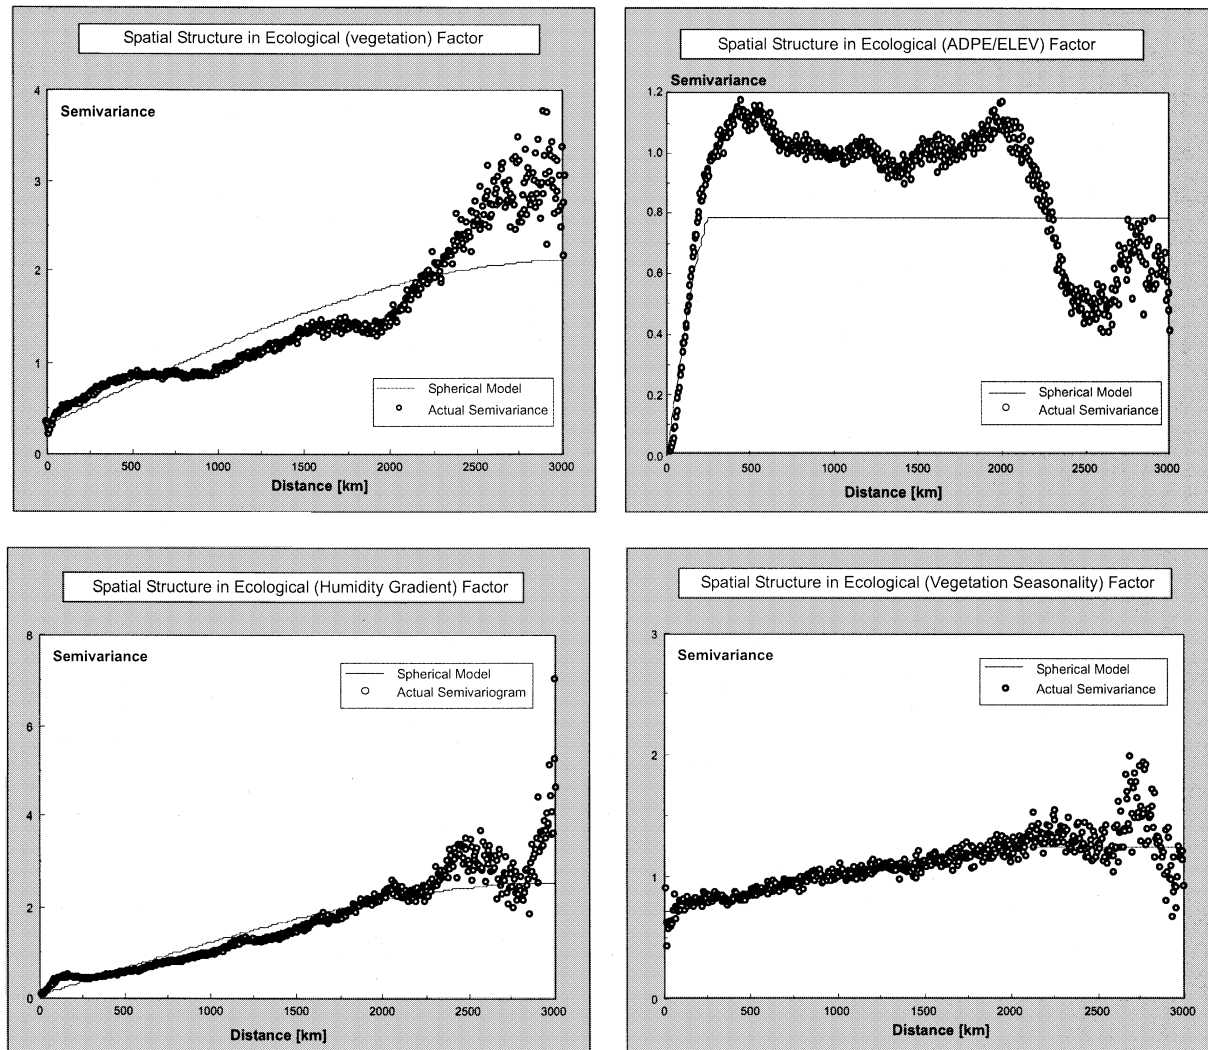 Spatial Structure in Ecological (vegetation) Factor
Semivariance
4
3
2
1
0
Spherical Model
Actual Semivariance
0 500 1000 1500 2000 2500 3000
Distance [km]
Spatial Structure in Ecological (ADPE/ELEV) Factor
Semivariance
1.2
1.0
0.8
0.6
0.4
0.2
0.0
Spherical Model
Actual Semivariance
0 500 1000 1500 2000 2500 3000
Distance [km]
Spatial Structure in Ecological (Humidity Gradient) Factor
Semivariance
8
6
4
2
0
Spherical Model
Actual Semivariogram
0 500 1000 1500 2000 2500 3000
Distance [km]
Spatial Structure in Ecological (Vegetation Seasonality) Factor
Semivariance
3
2
1
0
Spherical Model
Actual Semivariance
0 500 1000 1500 2000 2500 3000
Distance [km]